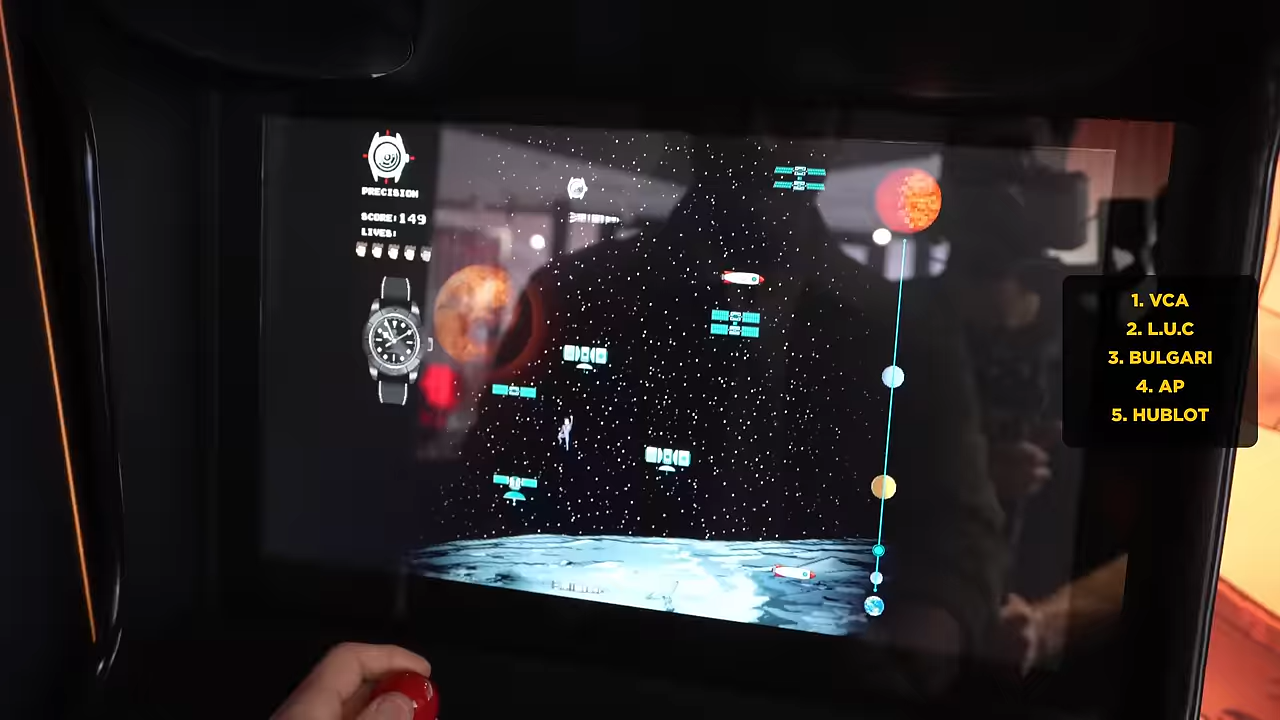 PRECISION
SCORE:149
LIVES:
1. VCA
2. L.U.C
3. BULGARI
4. AP
5. HUBLOT